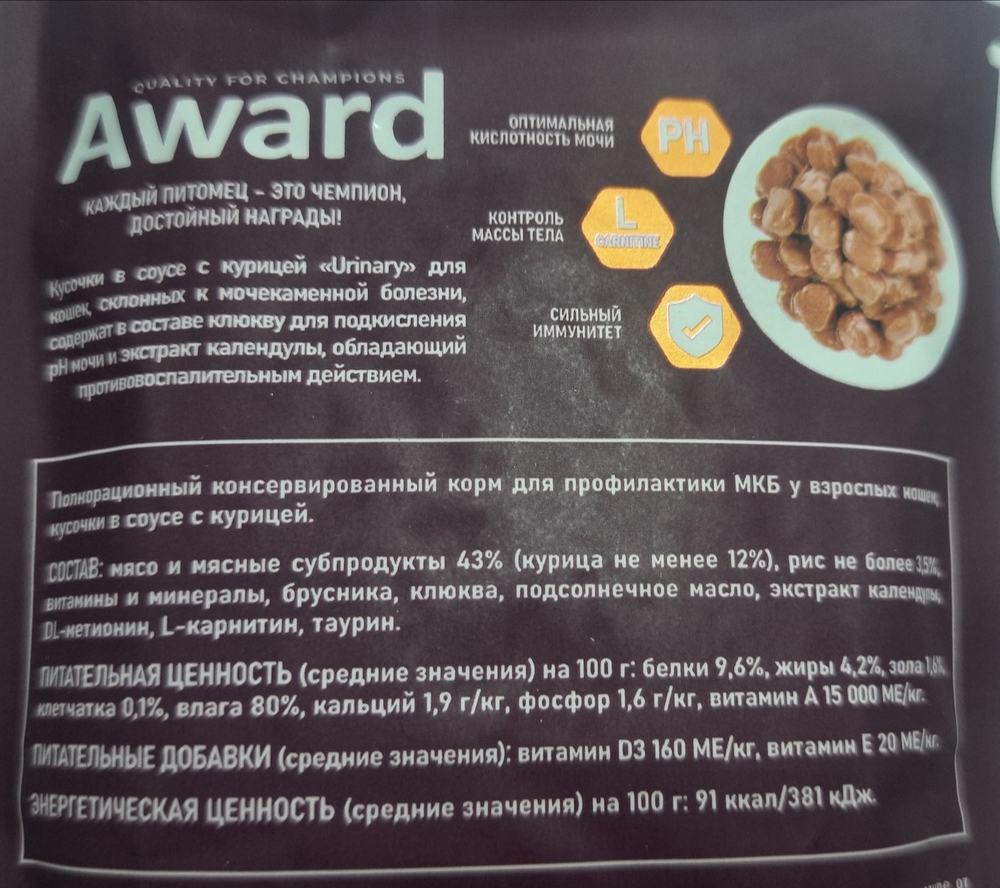 QUALITY FOR CHAMPIONS
Award
КАЖДЫЙ ПИТОМЕЦ – ЭТО ЧЕМПИОН,
ДОСТОЙНЫЙ НАГРАДЫ!
Кусочки в соусе с курицей «Urinary» для
кошек, склонных к мочекаменной болезни,
содержат в составе клюкву для подкисления
pH мочи и экстракт календулы, обладающий
противовоспалительным действием.
ОПТИМАЛЬНАЯ
КИСЛОТНОСТЬ МОЧИ
PH
КОНТРОЛЬ
МАССЫ ТЕЛА
L
CARNITINE
СИЛЬНЫЙ
ИММУНИТЕТ
Полнорационный консервированный корм для профилактики МКБ у взрослых кошек,
кусочки в соусе с курицей.
СОСТАВ: мясо и мясные субпродукты 43% (курица не менее 12%), рис не более 3,5%,
витамины и минералы, брусника, клюква, подсолнечное масло, экстракт календулы,
DL-метионин, L-карнитин, таурин.
ПИТАТЕЛЬНАЯ ЦЕННОСТЬ (средние значения) на 100 г: белки 9,6%, жиры 4,2%, зола 1,6%,
клетчатка 0,1%, влага 80%, кальций 1,9 г/кг, фосфор 1,6 г/кг, витамин А 15 000 МЕ/кг.
ПИТАТЕЛЬНЫЕ ДОБАВКИ (средние значения): витамин D3 160 МЕ/кг, витамин Е 20 МЕ/кг.
ЭНЕРГЕТИЧЕСКАЯ ЦЕННОСТЬ (средние значения) на 100 г: 91 ккал/381 кДж.